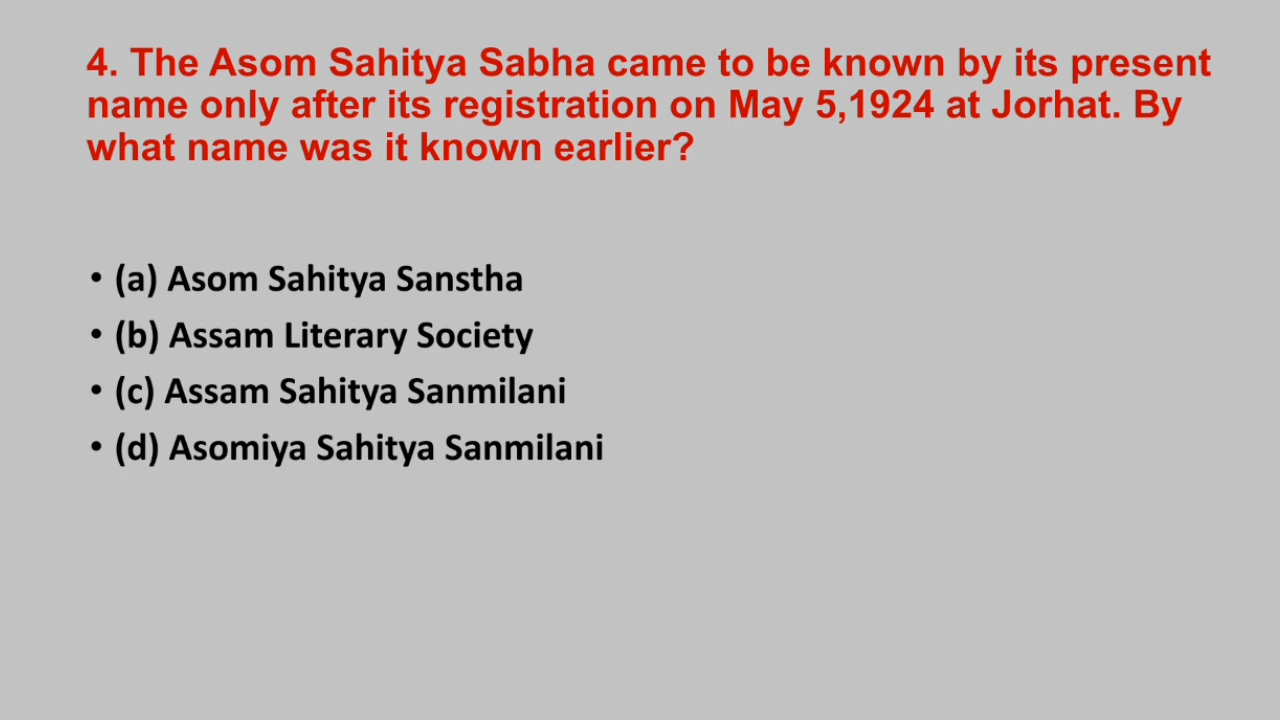 4. The Asom Sahitya Sabha came to be known by its present
name only after its registration on May 5,1924 at Jorhat. By
what name was it known earlier?
• (a) Asom Sahitya Sanstha
• (b) Assam Literary Society
• (c) Assam Sahitya Sanmilani
• (d) Asomiya Sahitya Sanmilani